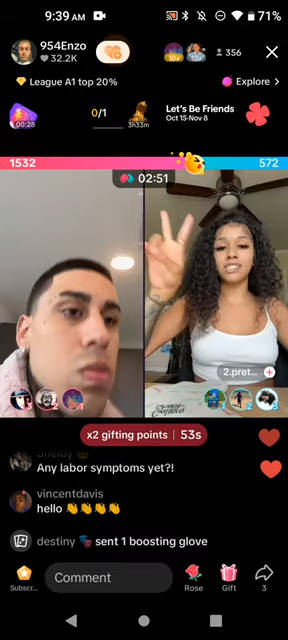 9:39 AM
71%
954Enzo
32.2K
356
League A1 top 20%
Explore >
00:28
0/1
3h33m
Let's Be Friends
Oct 15-Nov 8
1532
572
02:51
2.pret...
x2 gifting points | 53s
Shelby
Any labor symptoms yet?!
vincentdavis
hello 👏👏👏👏
destiny sent 1 boosting glove
Subscr...
Comment
Rose
Gift
3